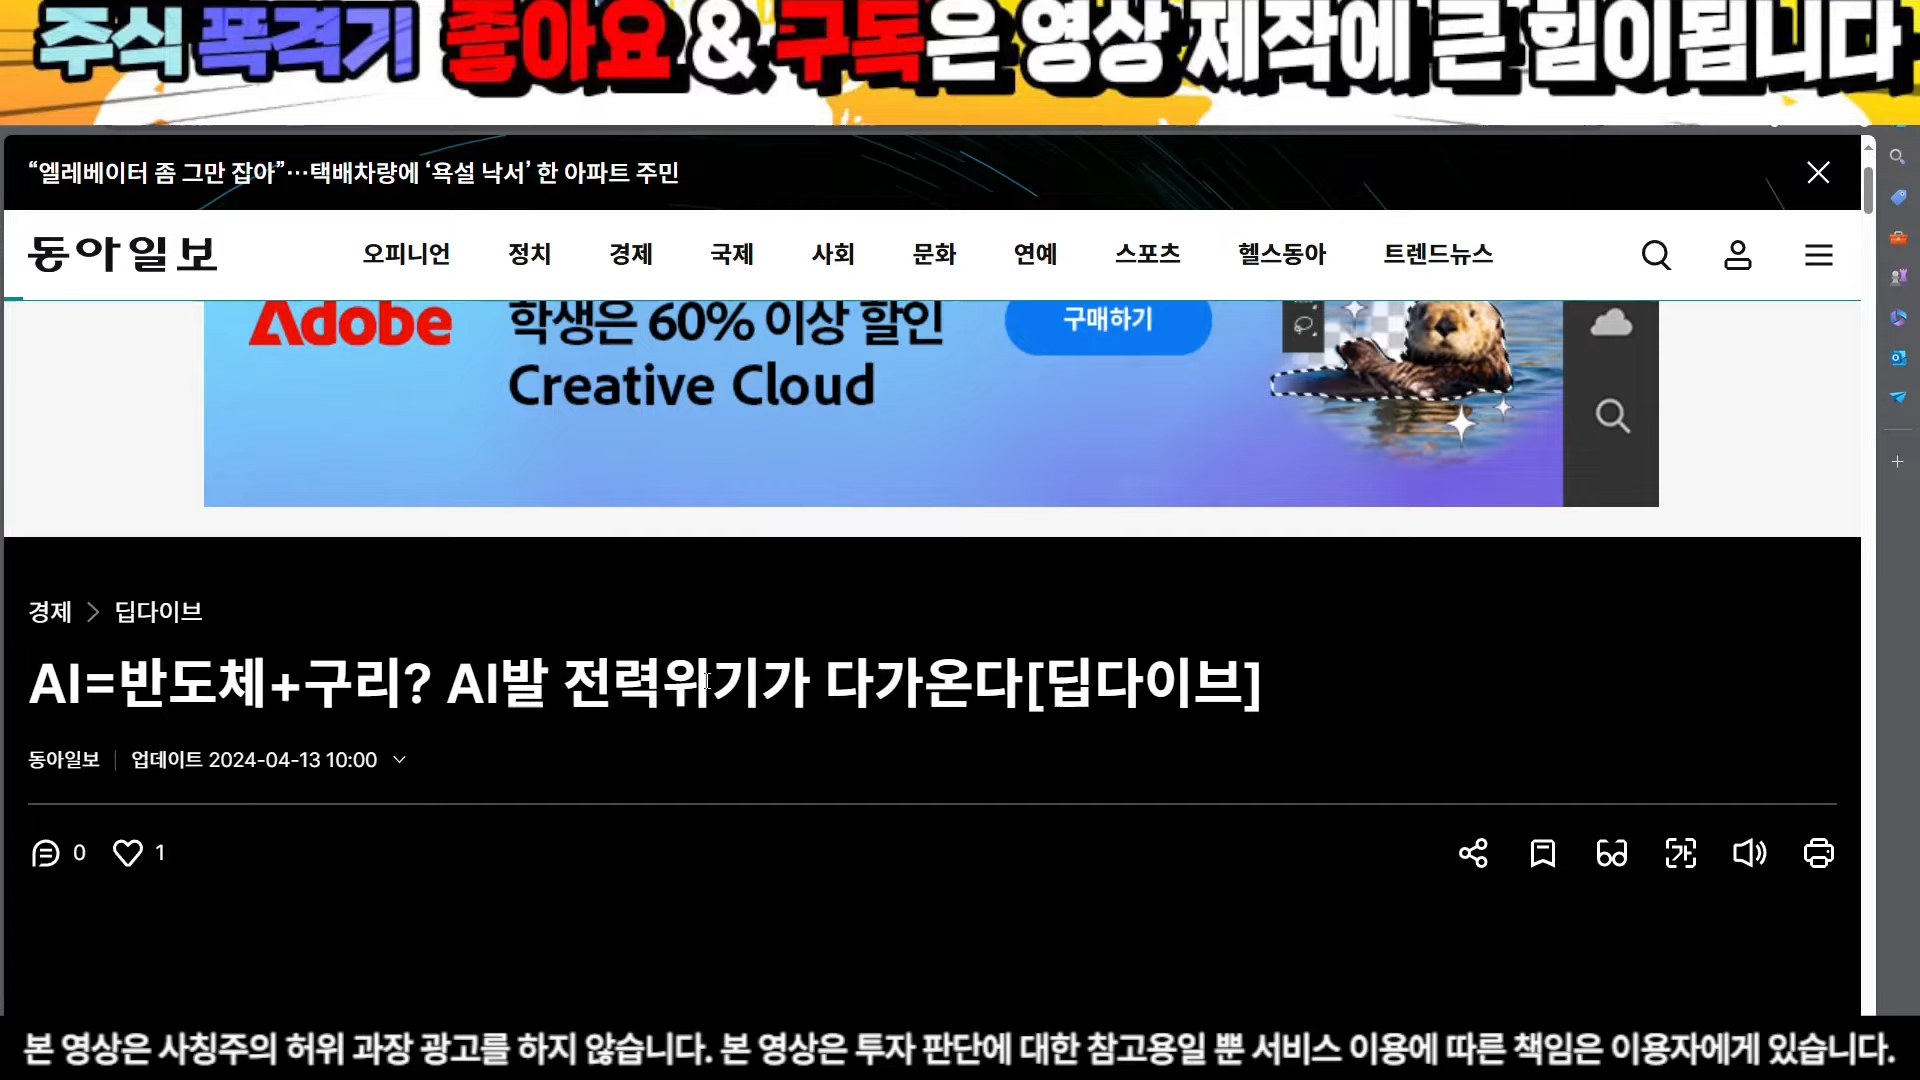 주식 폭격기 좋아요 & 구독은 영상 제작에 큰 힘이됩니다
“엘레베이터 좀 그만 잡아”…택배차량에 ‘욕설 낙서’ 한 아파트 주민
동아일보 오피니언 정치 경제 국제 사회 문화 연예 스포츠 헬스동아 트렌드뉴스
Adobe 학생은 60% 이상 할인 구매하기
Creative Cloud
경제 > 딥다이브
AI=반도체+구리? AI발 전력위기가 다가온다[딥다이브]
동아일보 업데이트 2024-04-13 10:00
0 1 가
본 영상은 사칭주의 허위 과장 광고를 하지 않습니다. 본 영상은 투자 판단에 대한 참고용일 뿐 서비스 이용에 따른 책임은 이용자에게 있습니다.